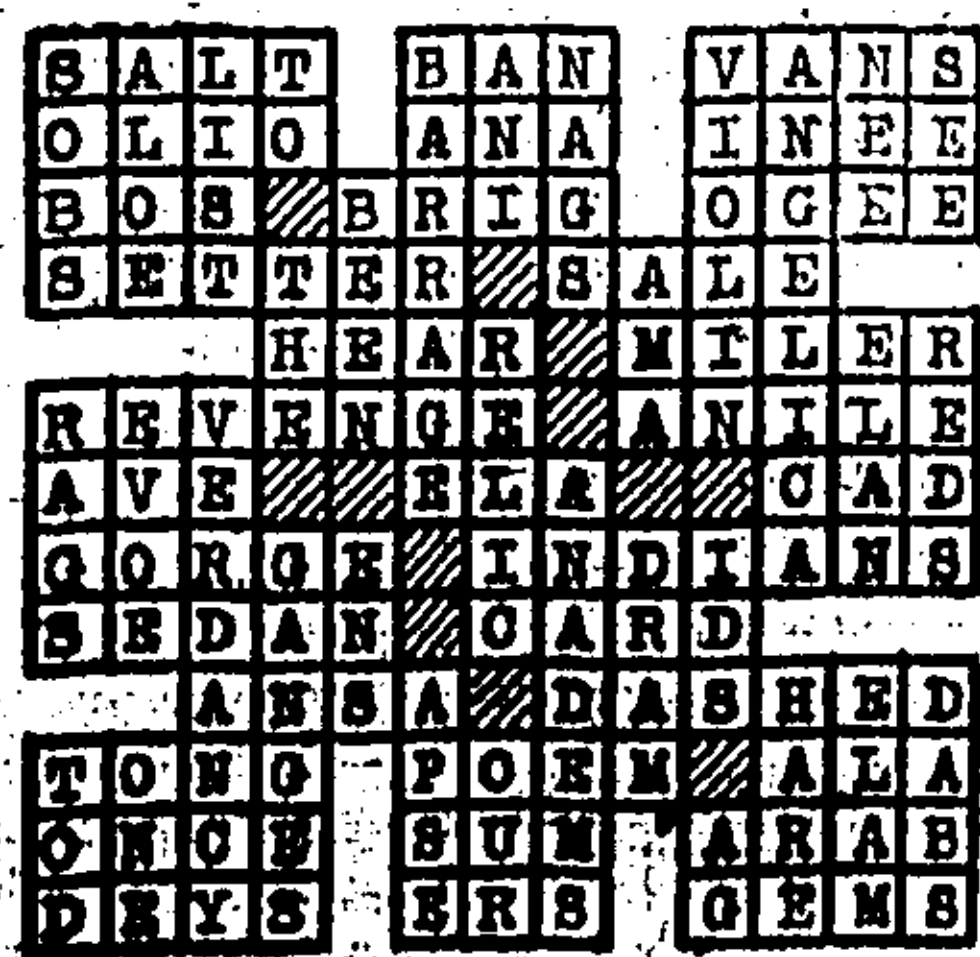 SALT BAN VANS
OLIO ANA INEE
BOS BRIG OGEE
SETTER SALE
HEAR MILER
REVENGE ANILE
AVE ELA CAD
GORGE INDIANS
SEDAN CARD
ANSA DASHED
TONG POEM ALA
ONCE SUM ARAB
DEYS ERS GEMS